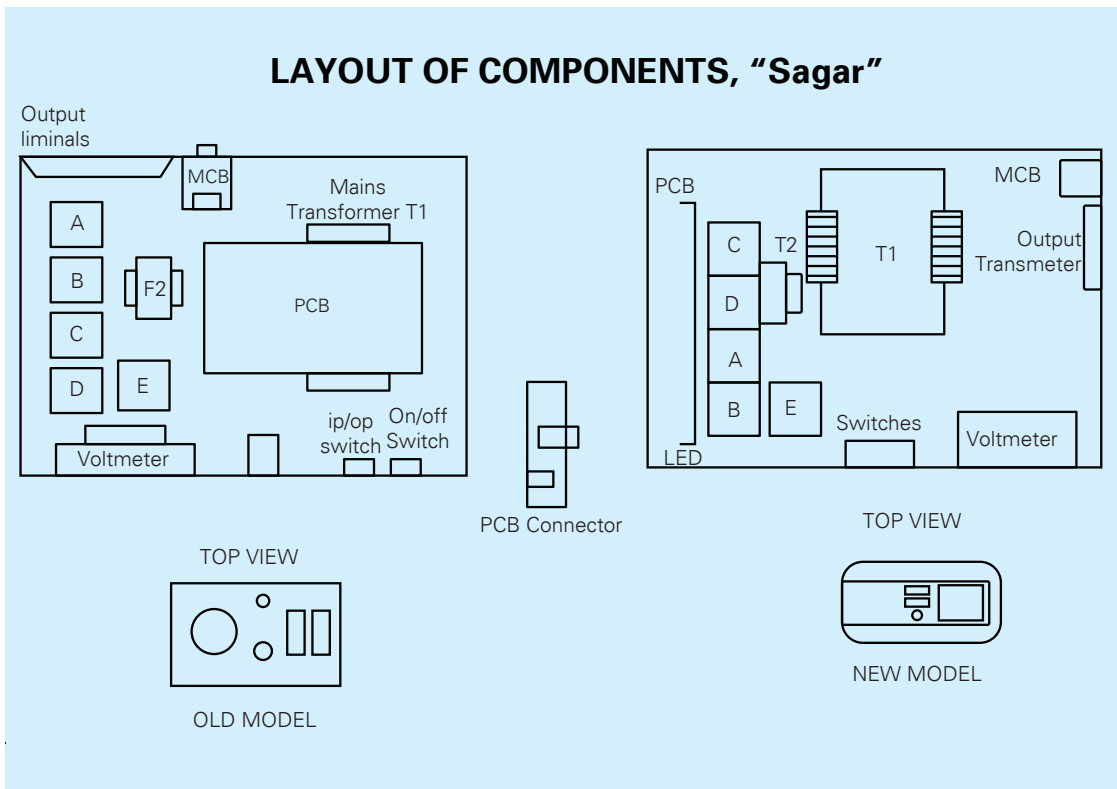 LAYOUT OF COMPONENTS, “Sagar”
Output
liminals
MCB
Mains
Transformer T1
A
B
F2
PCB
C
D
E
ip/op
switch
On/off
Switch
Voltmeter
TOP VIEW
OLD MODEL
PCB Connector
PCB
MCB
C
T2
T1
Output
Transmeter
D
A
B
E
Switches
Voltmeter
LED
TOP VIEW
NEW MODEL